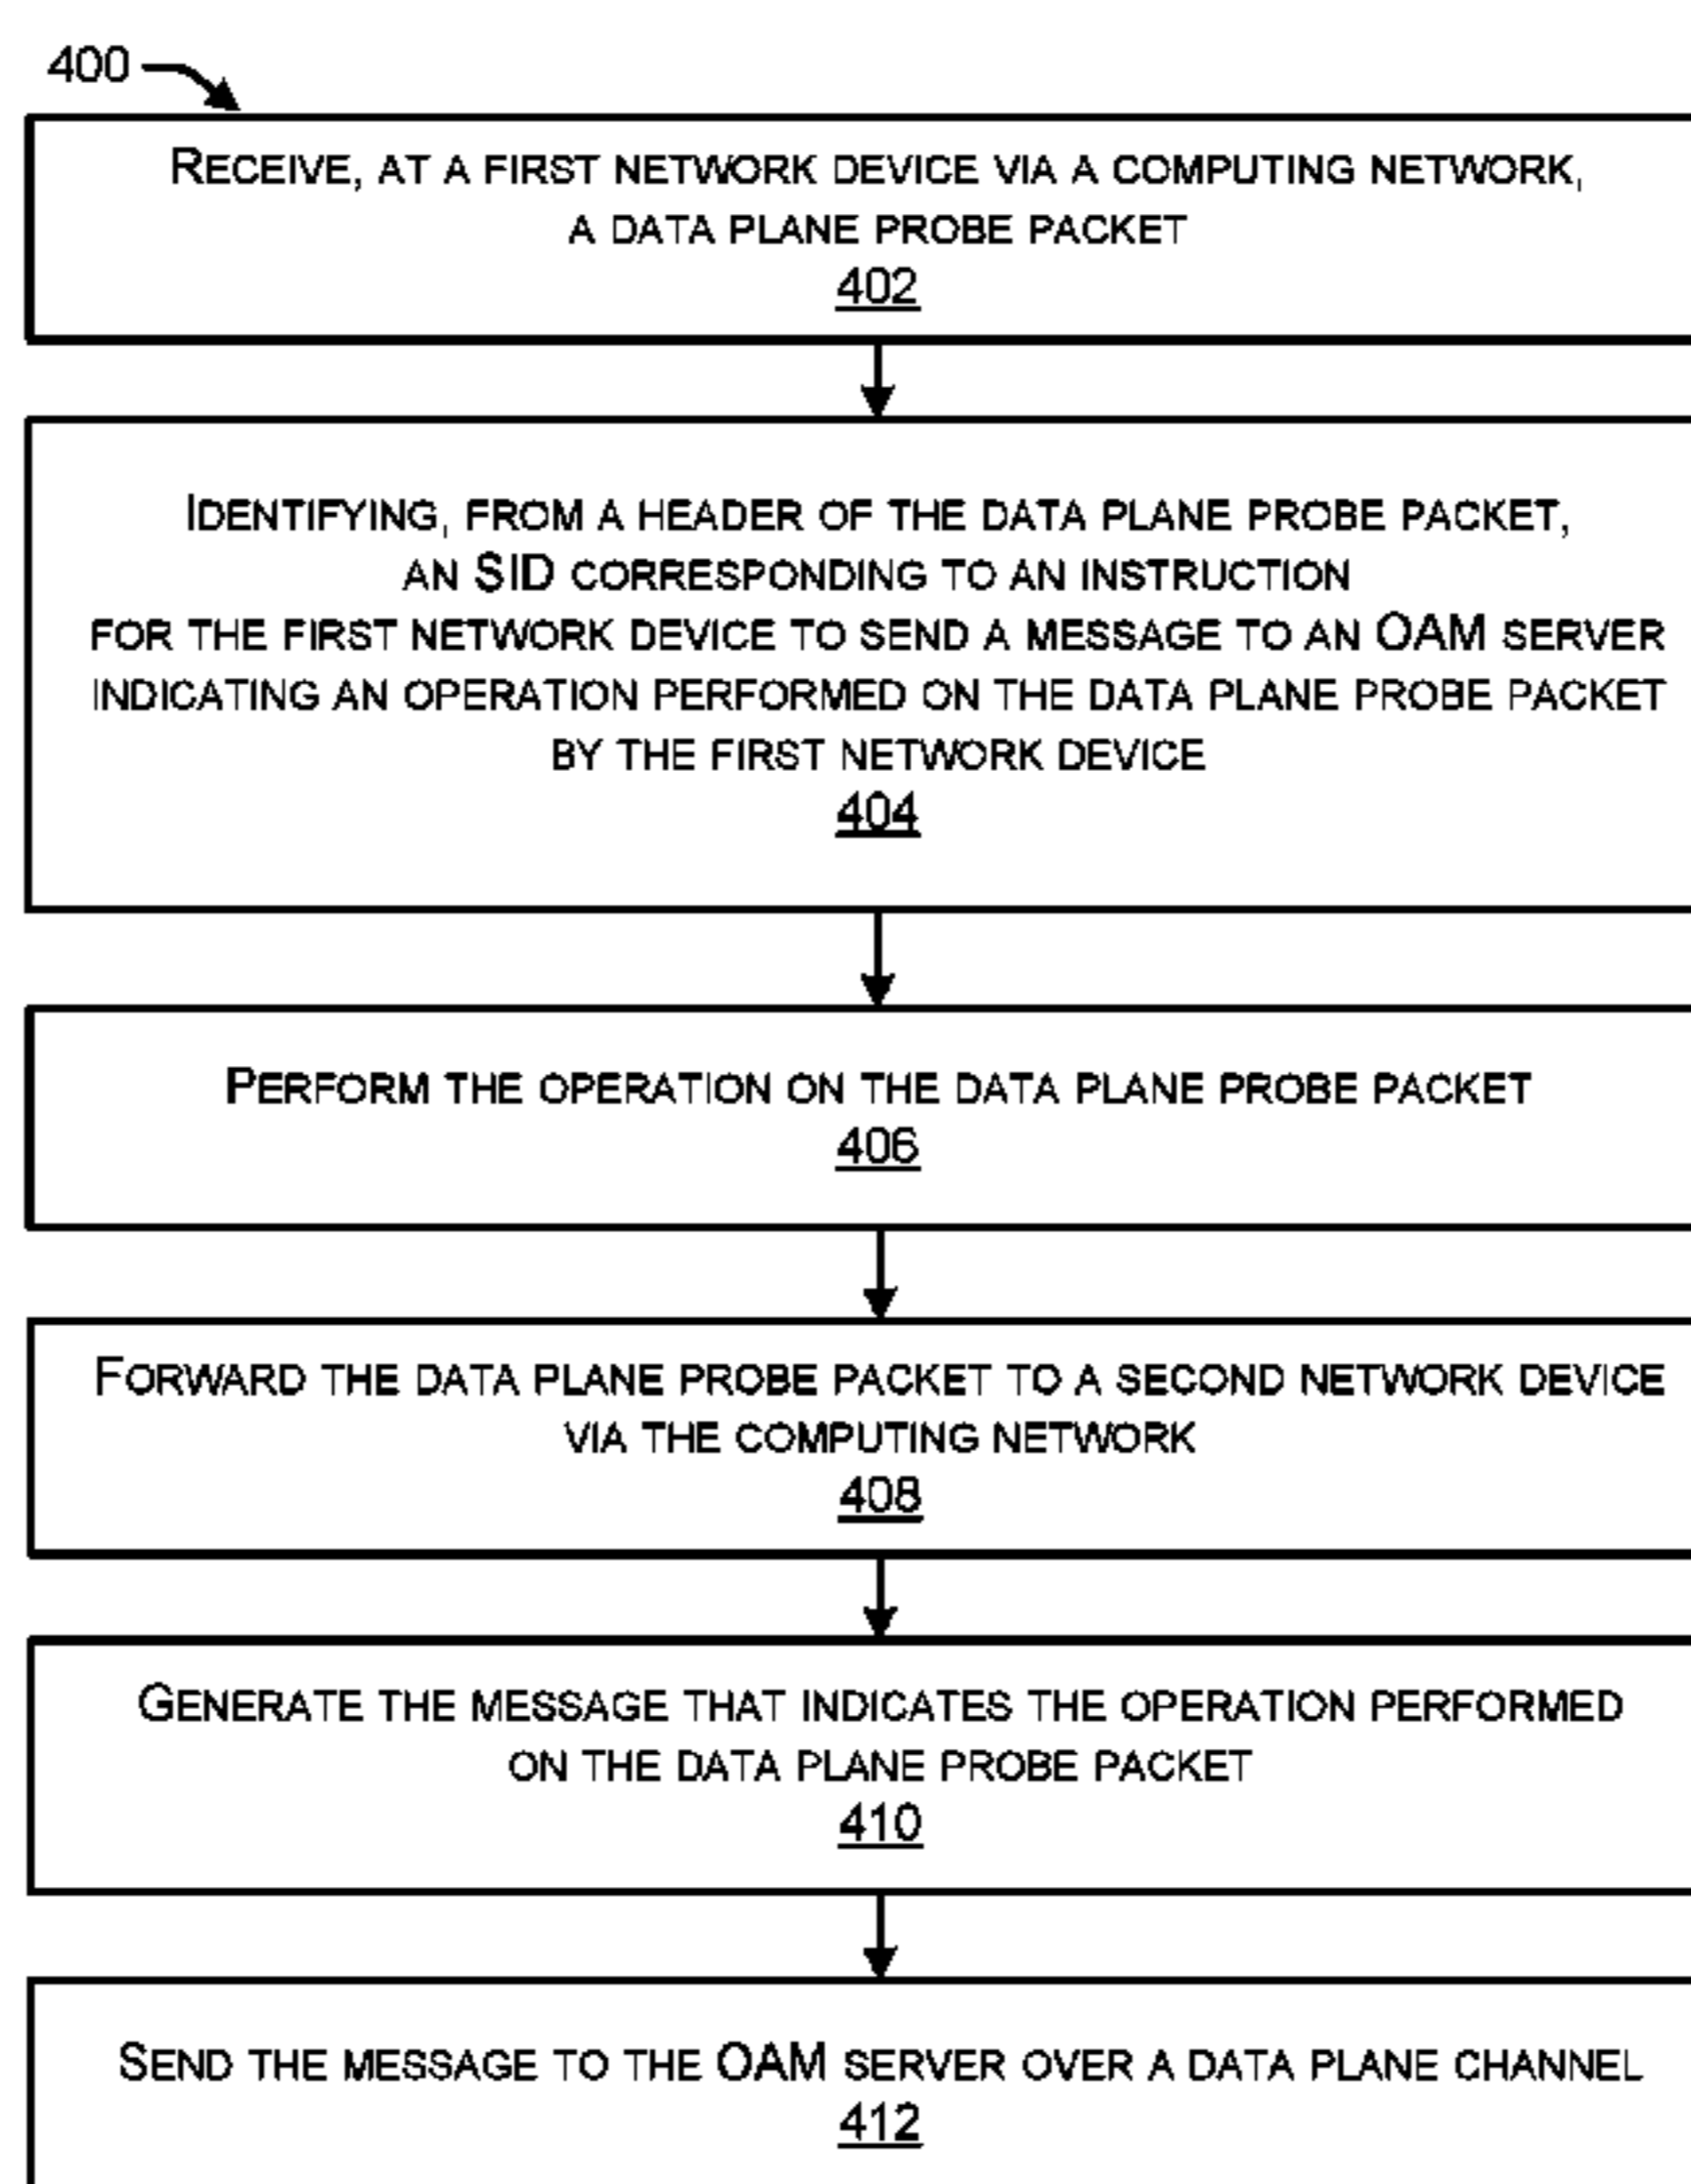 400
RECEIVE, AT A FIRST NETWORK DEVICE VIA A COMPUTING NETWORK,
A DATA PLANE PROBE PACKET
402
IDENTIFYING, FROM A HEADER OF THE DATA PLANE PROBE PACKET,
AN SID CORRESPONDING TO AN INSTRUCTION
FOR THE FIRST NETWORK DEVICE TO SEND A MESSAGE TO AN OAM SERVER
INDICATING AN OPERATION PERFORMED ON THE DATA PLANE PROBE PACKET
BY THE FIRST NETWORK DEVICE
404
PERFORM THE OPERATION ON THE DATA PLANE PROBE PACKET
406
FORWARD THE DATA PLANE PROBE PACKET TO A SECOND NETWORK DEVICE
VIA THE COMPUTING NETWORK
408
GENERATE THE MESSAGE THAT INDICATES THE OPERATION PERFORMED
ON THE DATA PLANE PROBE PACKET
410
SEND THE MESSAGE TO THE OAM SERVER OVER A DATA PLANE CHANNEL
412